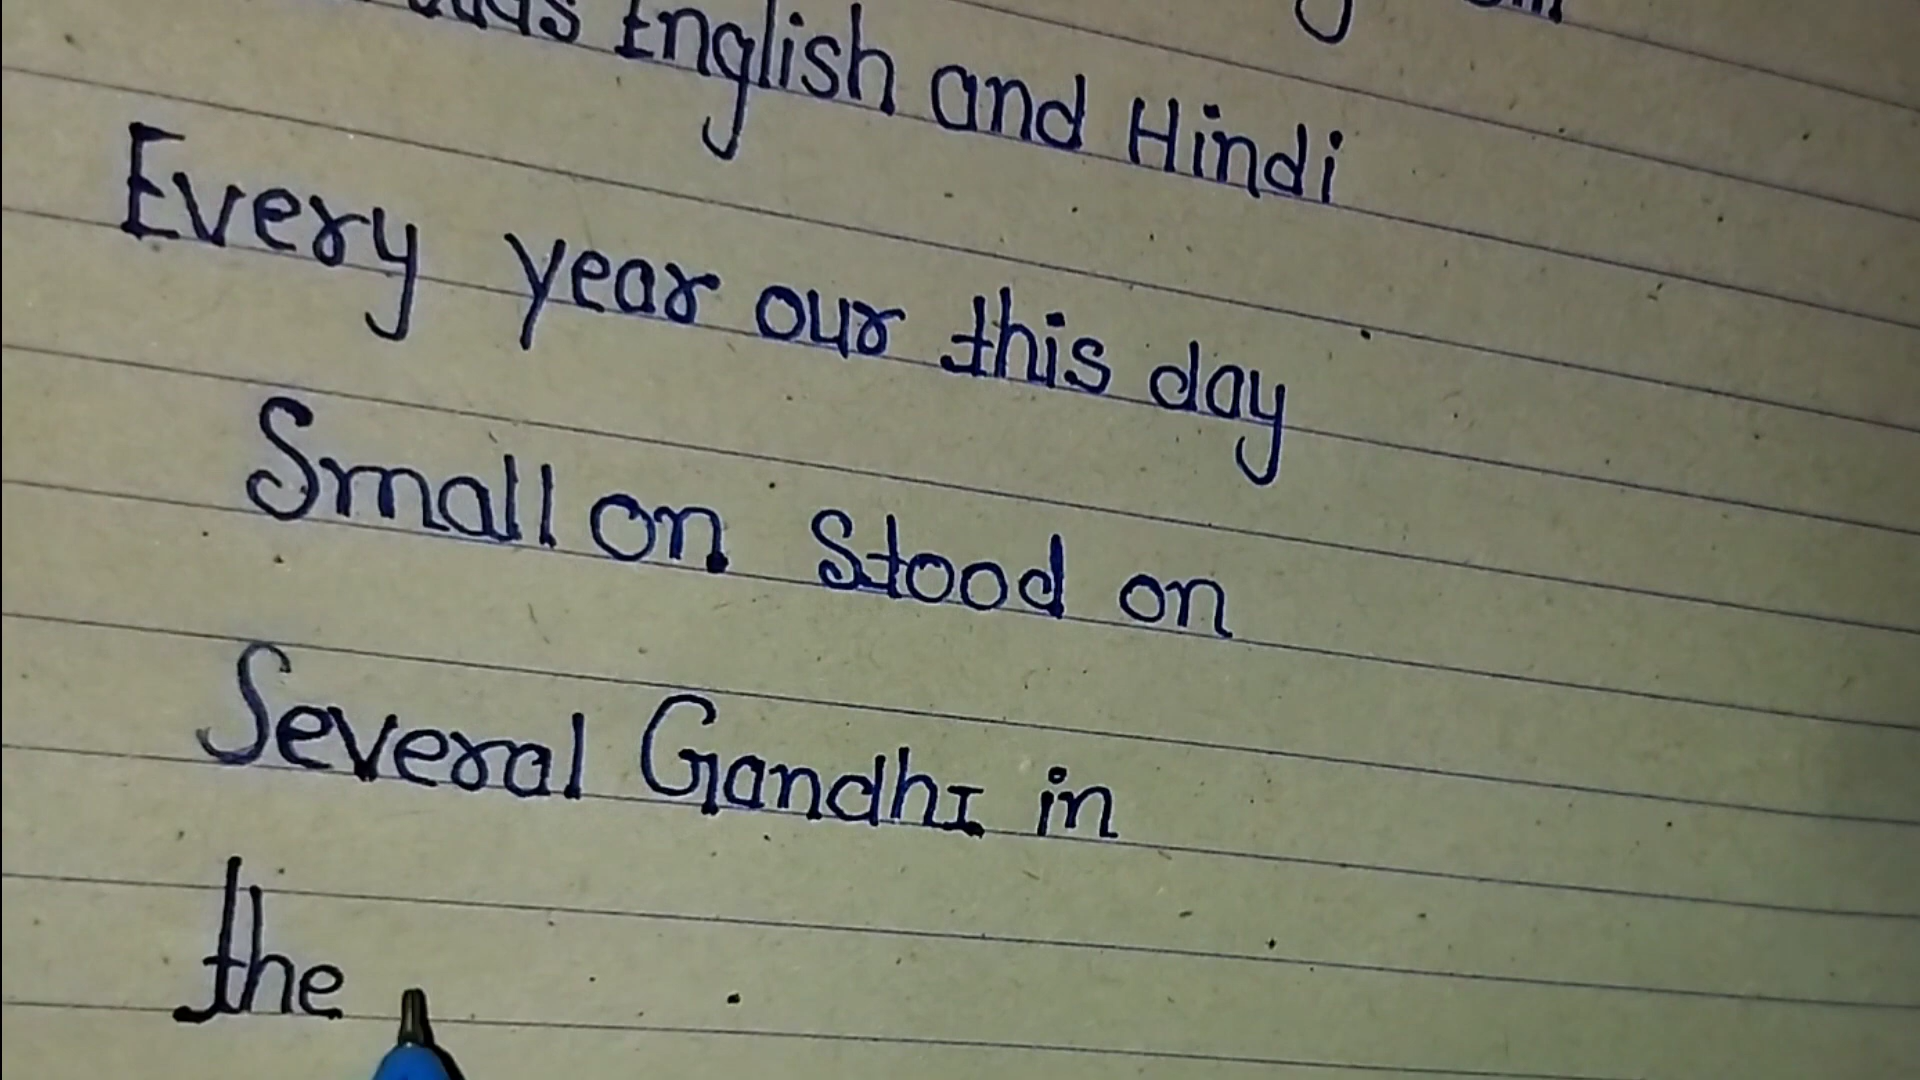 English and Hindi
Every year our this day
Small on Stood on
Several GandhI in
the